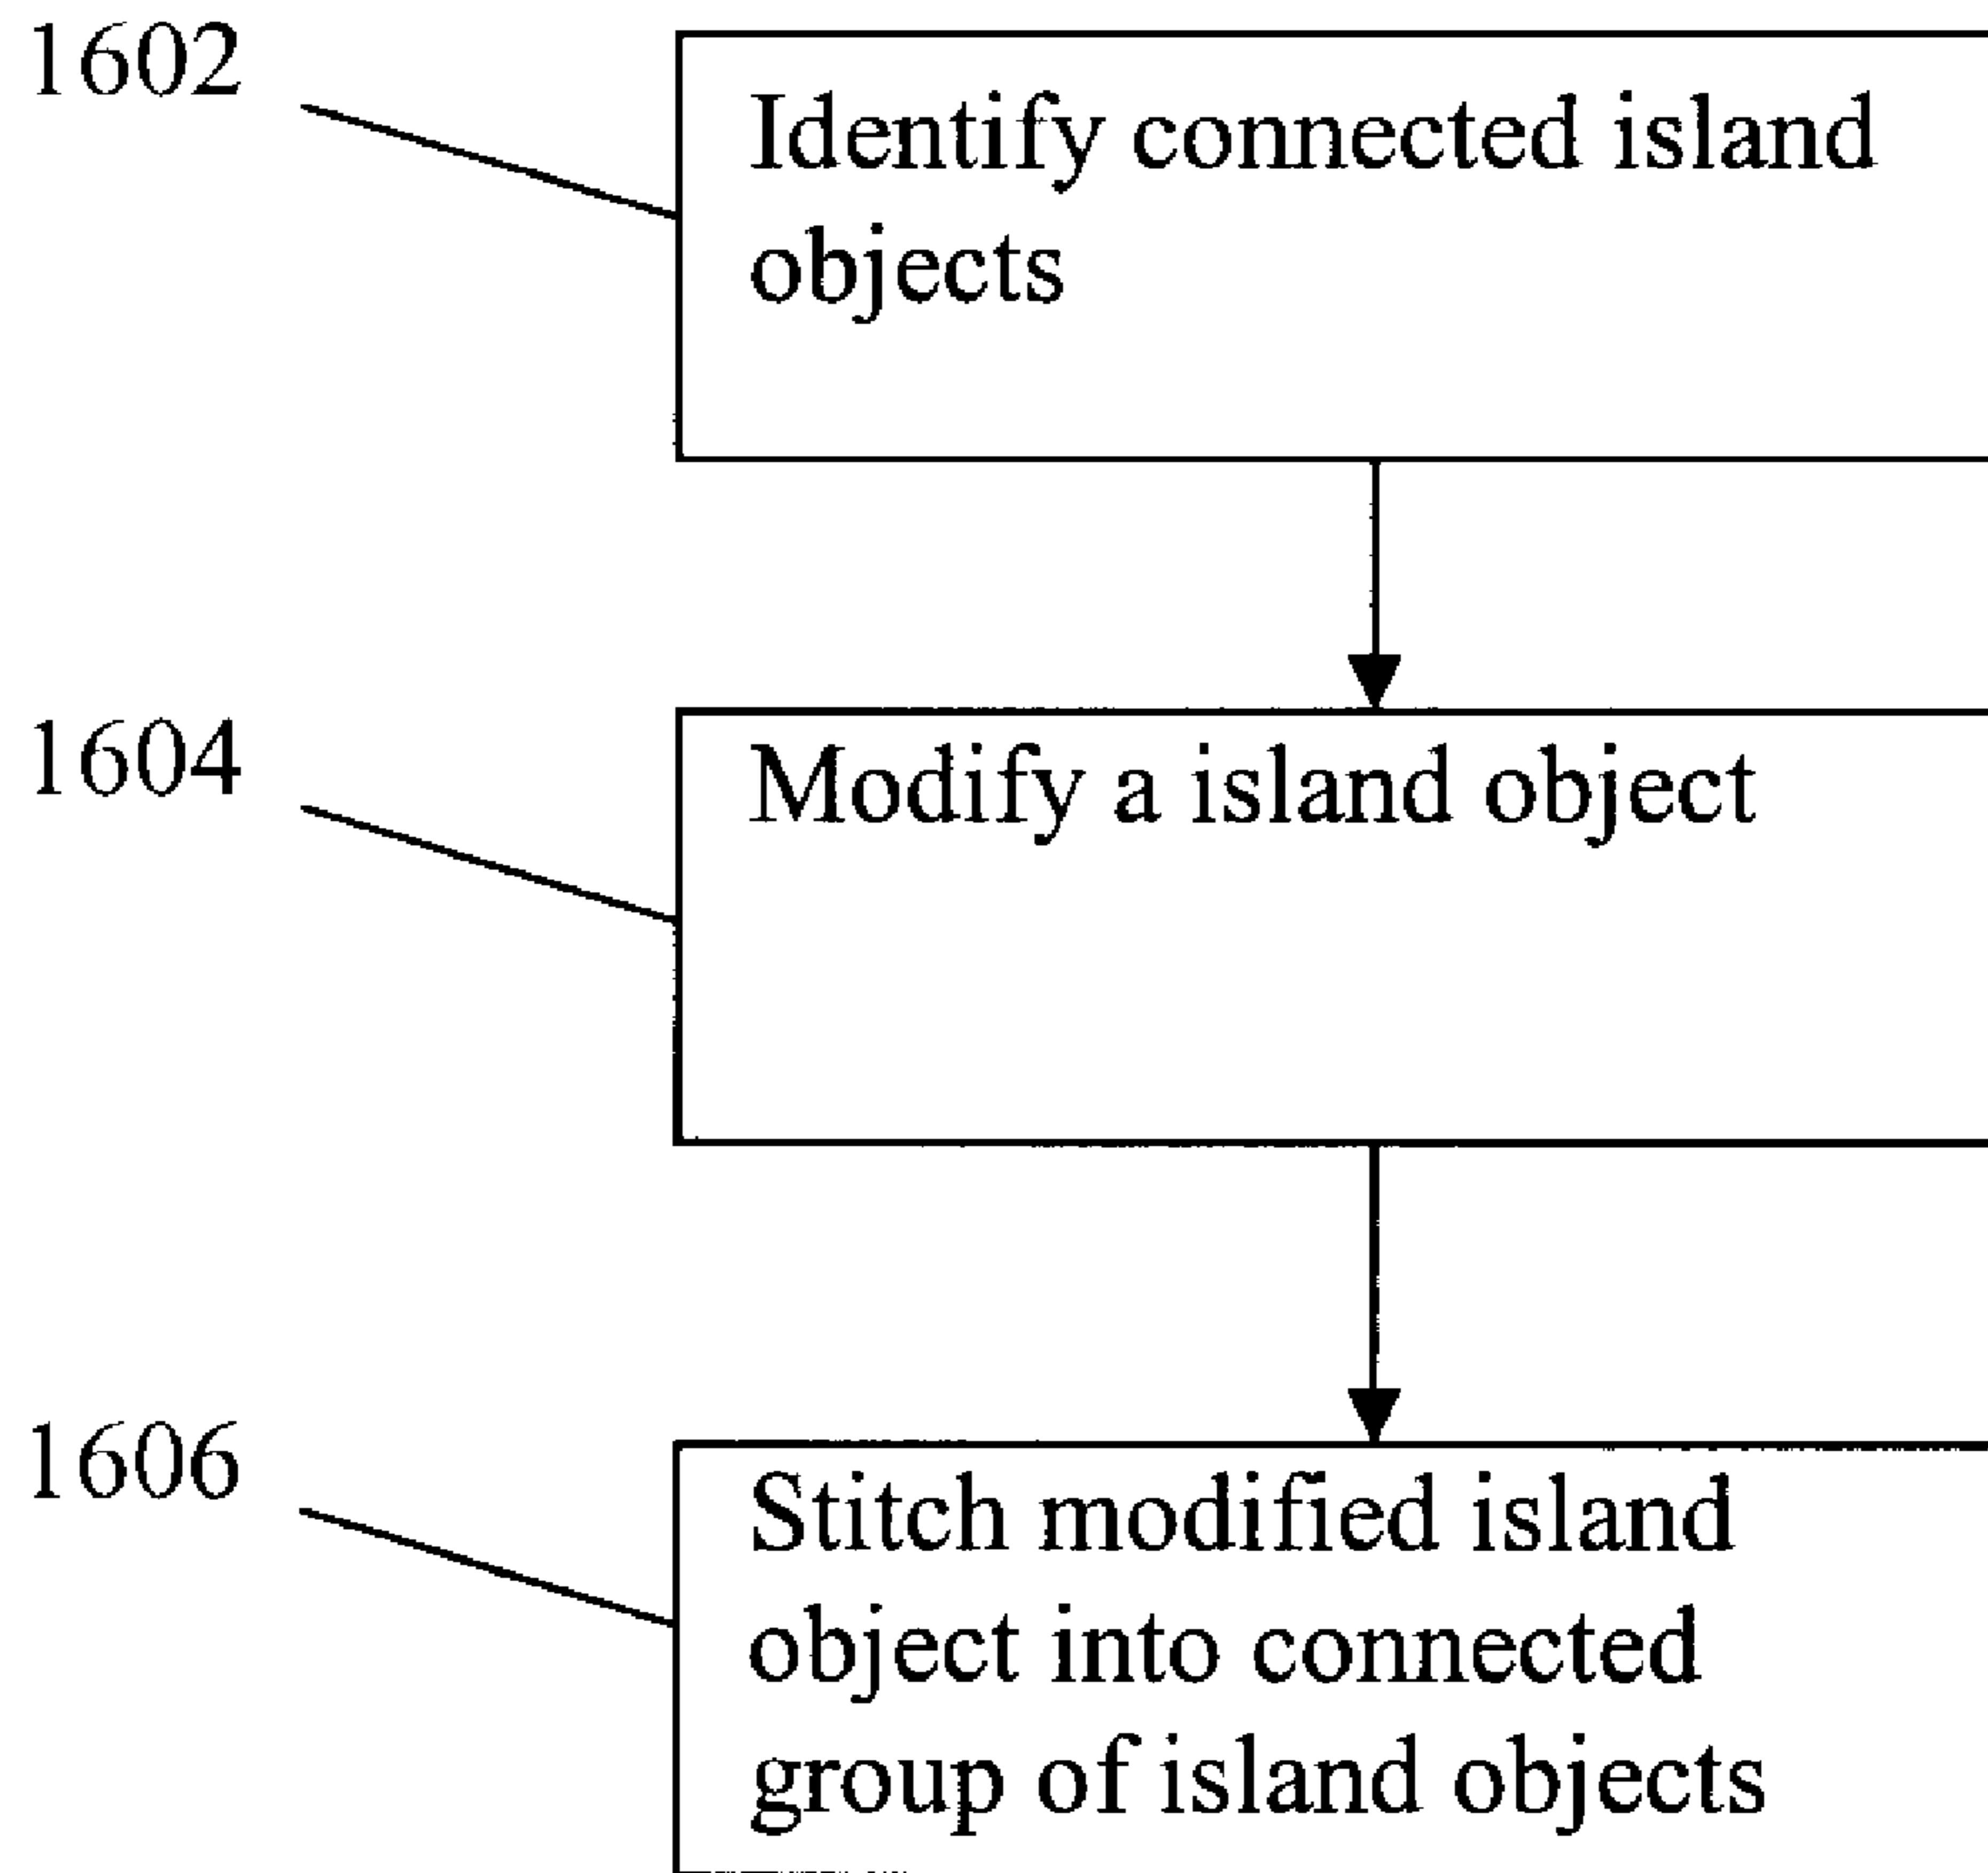 1602
Identify connected island
objects
1604
Modify a island object
1606
Stitch modified island
object into connected
group of island objects